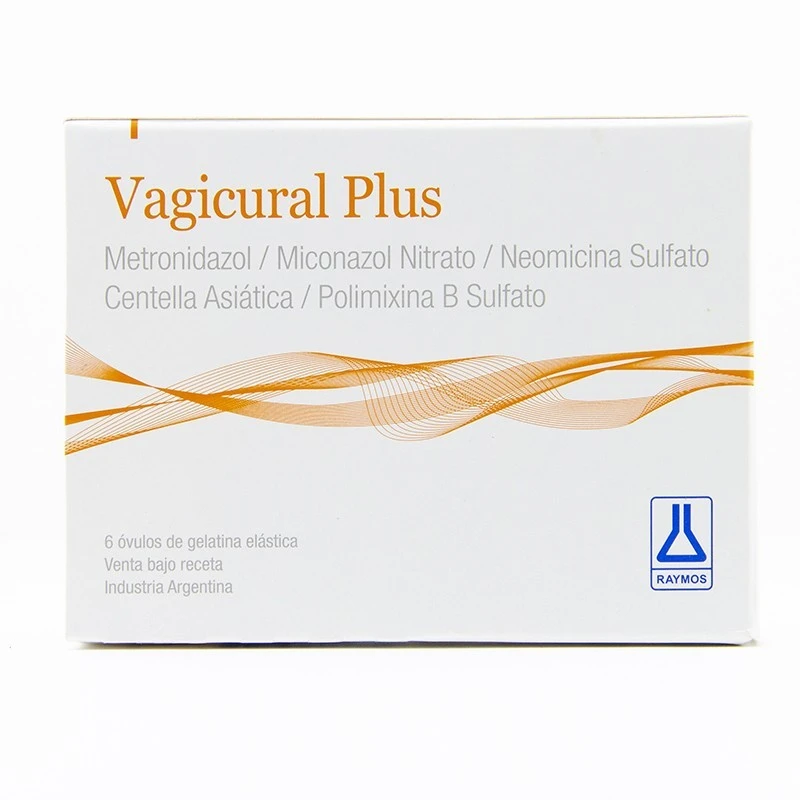 Vagicural Plus
Metronidazol / Miconazol Nitrato / Neomicina Sulfato
Centella Asiática / Polimixina B Sulfato
6 óvulos de gelatina elástica
Venta bajo receta
Industria Argentina
RAYMOS